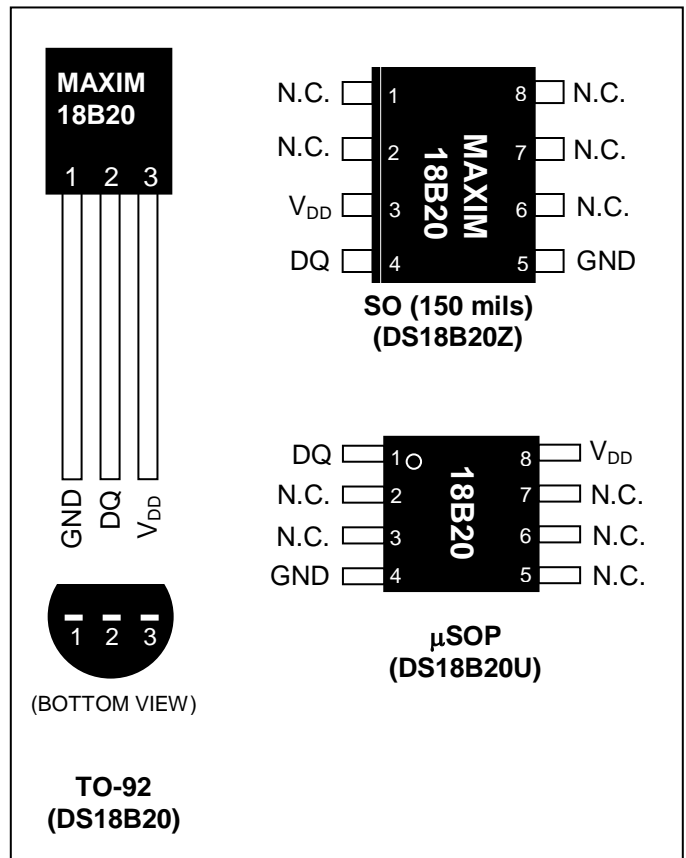 MAXIM
18B20
1 2 3
GND
DQ
VDD
1 2 3
(BOTTOM VIEW)
TO-92
(DS18B20)
N.C. 1 8 N.C.
N.C. 2 7 N.C.
VDD 3 6 N.C.
DQ 4 5 GND
MAXIM
18B20
SO (150 mils)
(DS18B20Z)
DQ 1 8 VDD
N.C. 2 7 N.C.
N.C. 3 6 N.C.
GND 4 5 N.C.
18B20
µSOP
(DS18B20U)